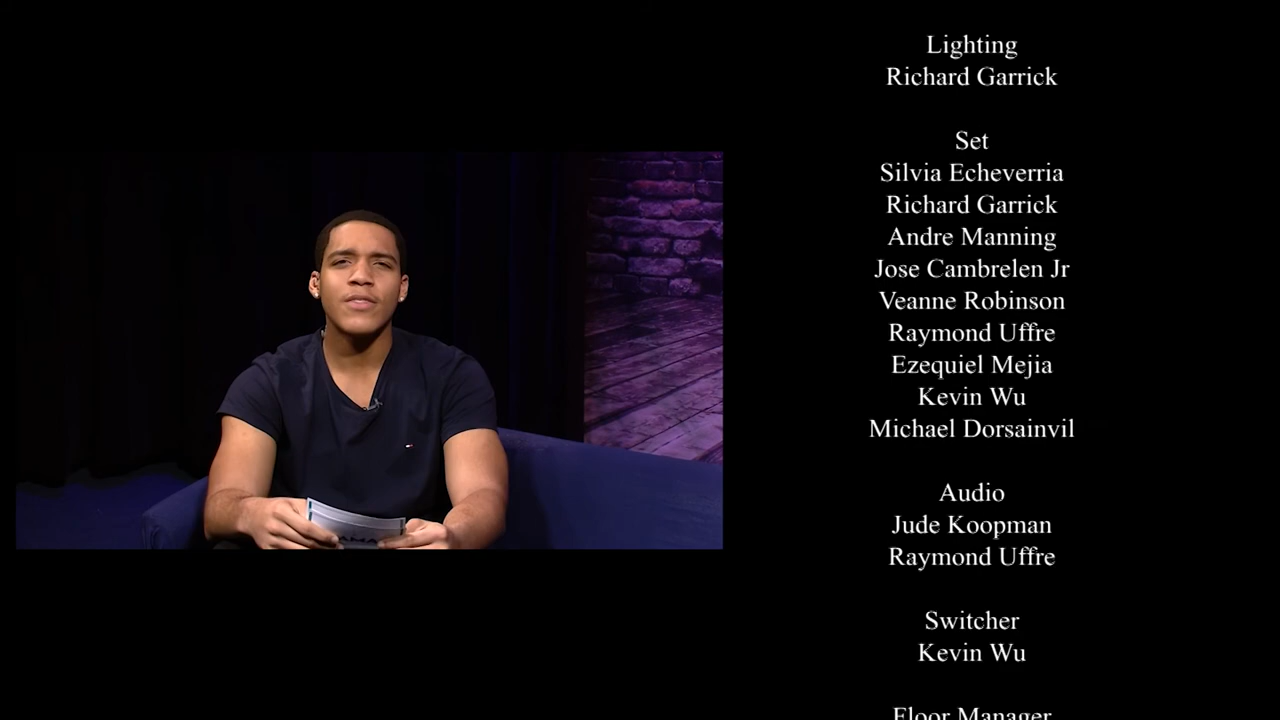 Lighting
Richard Garrick
Set
Silvia Echeverria
Richard Garrick
Andre Manning
Jose Cambrelen Jr
Veanne Robinson
Raymond Uffre
Ezequiel Mejia
Kevin Wu
Michael Dorsainvil
Audio
Jude Koopman
Raymond Uffre
Switcher
Kevin Wu
Floor Manager